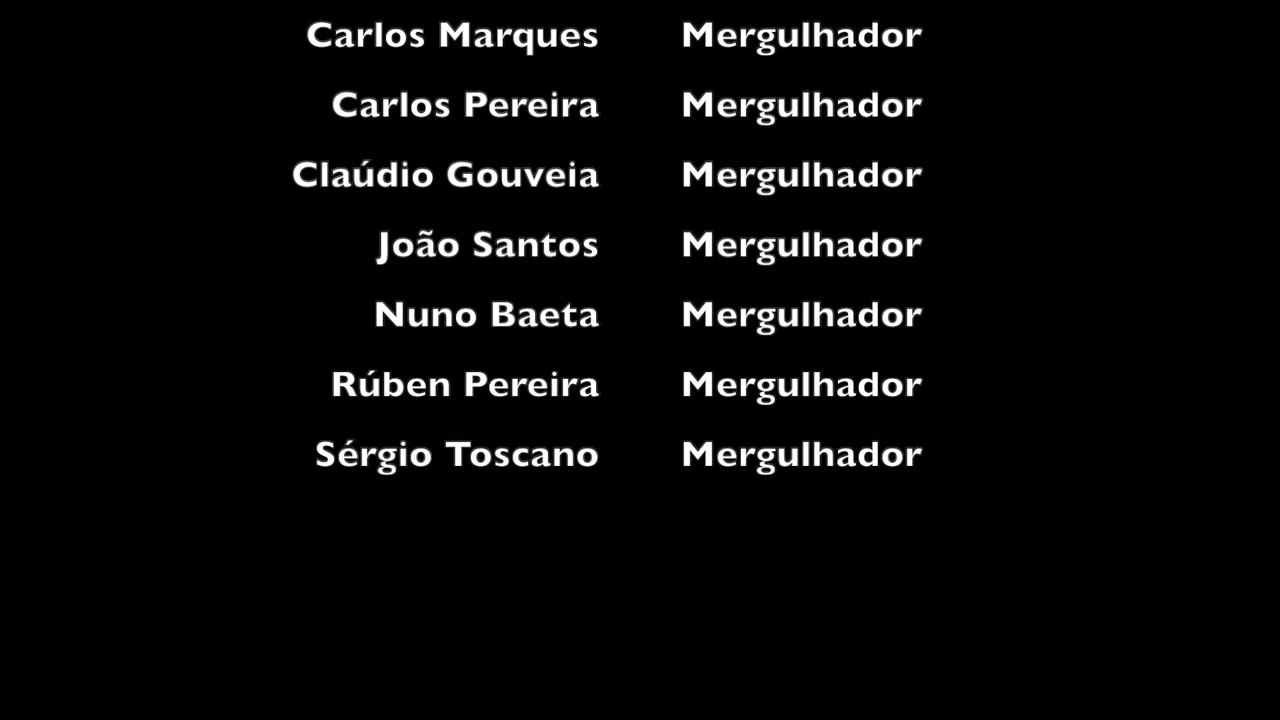 Carlos Marques Mergulhador
Carlos Pereira Mergulhador
Claúdio Gouveia Mergulhador
João Santos Mergulhador
Nuno Baeta Mergulhador
Rúben Pereira Mergulhador
Sérgio Toscano Mergulhador